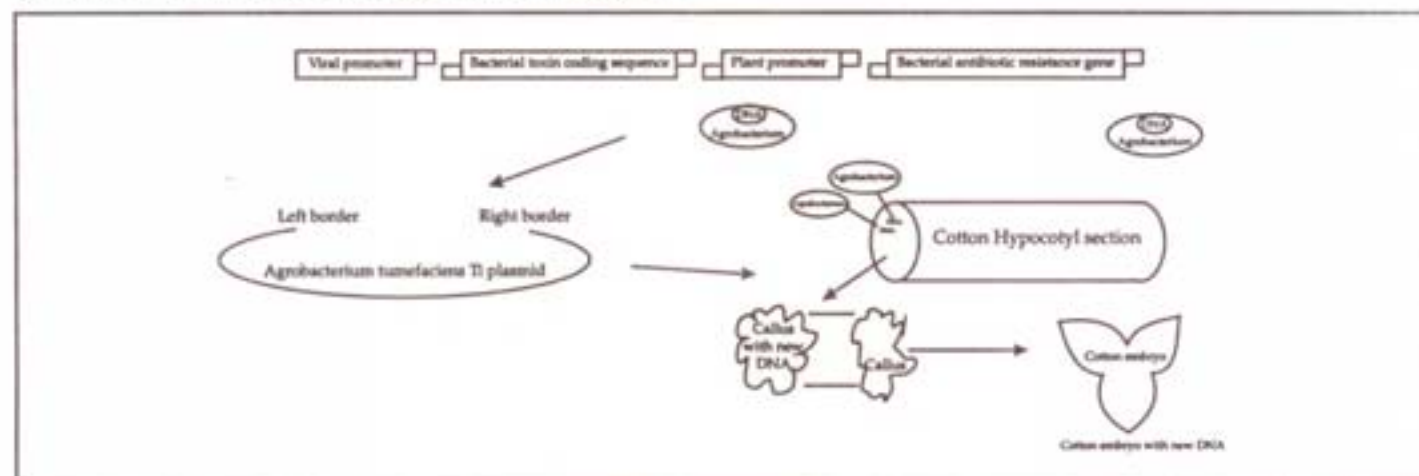 Viral promoter
Bacterial toxin coding sequence
Plant promoter
Bacterial antibiotic resistance gene
DNA
Agrobacterium
DNA
Agrobacterium
Agrobacterium
Agrobacterium
Left border
Right border
Cotton Hypocotyl section
Agrobacterium tumefaciens Ti plasmid
Callus
with new
DNA
Callus
Cotton embryo
Cotton embryo with new DNA